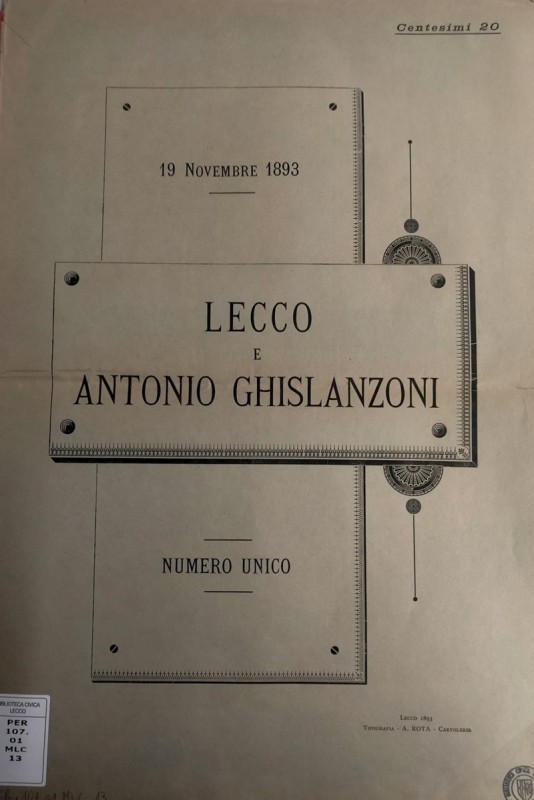 Centesimi 20
19 NOVEMBRE 1893
LECCO
E
ANTONIO GHISLANZONI
NUMERO UNICO
LECCO 1893
TIPOGRAFIA - A. ROTA - CARTOLERIA
BIBLIOTECA CIVICA
LECCO
PER
107.
01
MLC
13